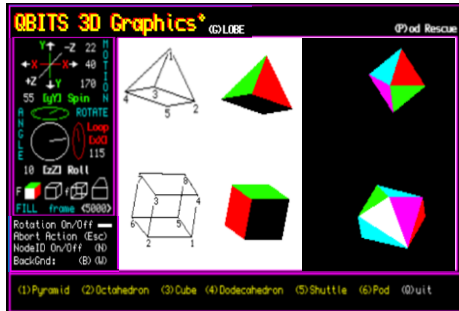 QBITS 3D Graphics* (G)LOBE (P)od Rescue
Y↑ -Z 22
←X → X→ 40
+Z ↓Y 170
MOTION
55 [yY] Spin
ANGLE
ROTATE
Loop
[xX]
115
10 [zZ] Roll
F f
FILL frame <5000>
Rotation On/Off
Abort Action (Esc)
NodeID On/Off (N)
BackGnd: (B) (W)
1
4 3 2
5
8
3 4
6 5
2 1
(1)Pyramid (2)Octahedron (3)Cube (4)Dodecahedron (5)Shuttle (6)Pod (Q)uit